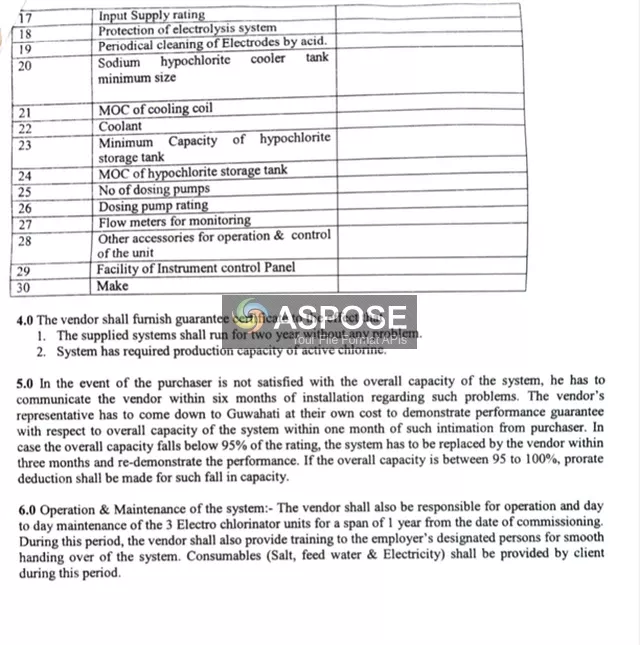 17 Input Supply rating
18 Protection of electrolysis system
19 Periodical cleaning of Electrodes by acid.
20 Sodium hypochlorite cooler tank
minimum size
21 MOC of cooling coil
22 Coolant
23 Minimum Capacity of hypochlorite
storage tank
24 MOC of hypochlorite storage tank
25 No of dosing pumps
26 Dosing pump rating
27 Flow meters for monitoring
28 Other accessories for operation & control
of the unit
29 Facility of Instrument control Panel
30 Make
4.0 The vendor shall furnish guarantee certificate to the effect that
1. The supplied systems shall run for two year without any problem.
2. System has required production capacity of active chlorine.
ASPOSE
Your File Format APIs
5.0 In the event of the purchaser is not satisfied with the overall capacity of the system, he has to
communicate the vendor within six months of installation regarding such problems. The vendor's
representative has to come down to Guwahati at their own cost to demonstrate performance guarantee
with respect to overall capacity of the system within one month of such intimation from purchaser. In
case the overall capacity falls below 95% of the rating, the system has to be replaced by the vendor within
three months and re-demonstrate the performance. If the overall capacity is between 95 to 100%, prorate
deduction shall be made for such fall in capacity.
6.0 Operation & Maintenance of the system:- The vendor shall also be responsible for operation and day
to day maintenance of the 3 Electro chlorinator units for a span of 1 year from the date of commissioning.
During this period, the vendor shall also provide training to the employer's designated persons for smooth
handing over of the system. Consumables (Salt, feed water & Electricity) shall be provided by client
during this period.